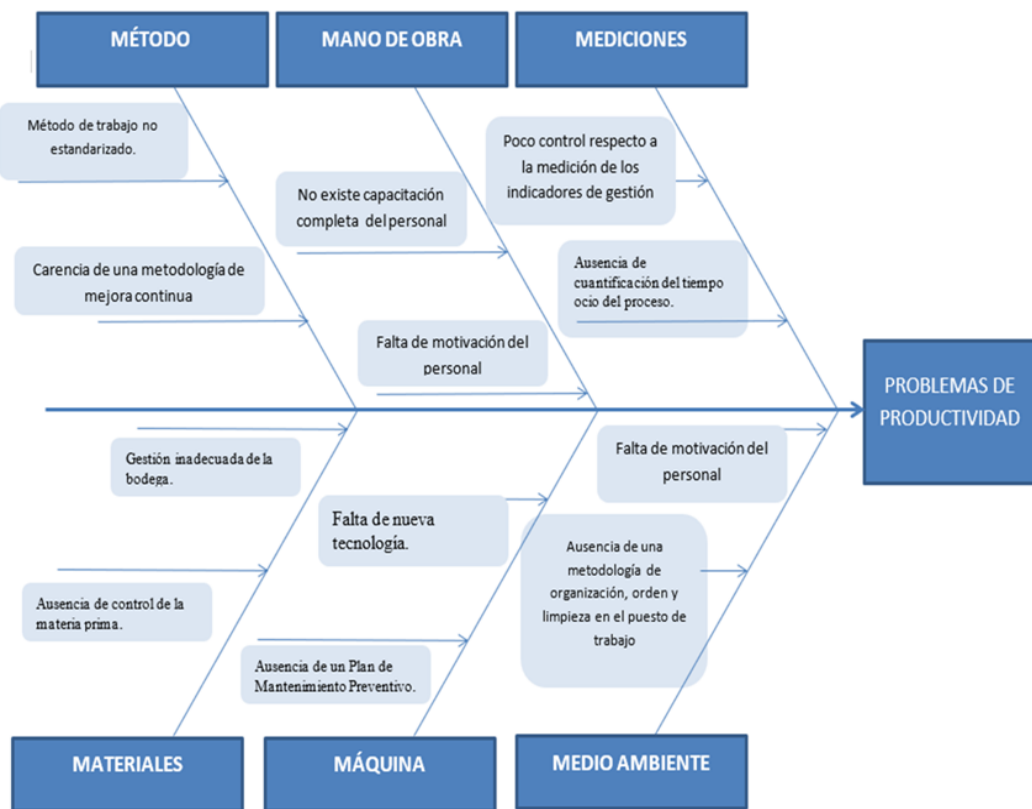 MÉTODO
MANO DE OBRA
MEDICIONES
Método de trabajo no
estandarizado.
Poco control respecto a
la medición de los
indicadores de gestión
No existe capacitación
completa del personal
Carencia de una metodología de
mejora continua
Ausencia de
cuantificación del tiempo
ocio del proceso.
Falta de motivación del
personal
PROBLEMAS DE
PRODUCTIVIDAD
Gestión inadecuada de la
bodega.
Falta de motivación del
personal
Falta de nueva
tecnología.
Ausencia de una
metodología de
organización, orden y
limpieza en el puesto de
trabajo
Ausencia de control de la
materia prima.
Ausencia de un Plan de
Mantenimiento Preventivo.
MATERIALES
MÁQUINA
MEDIO AMBIENTE